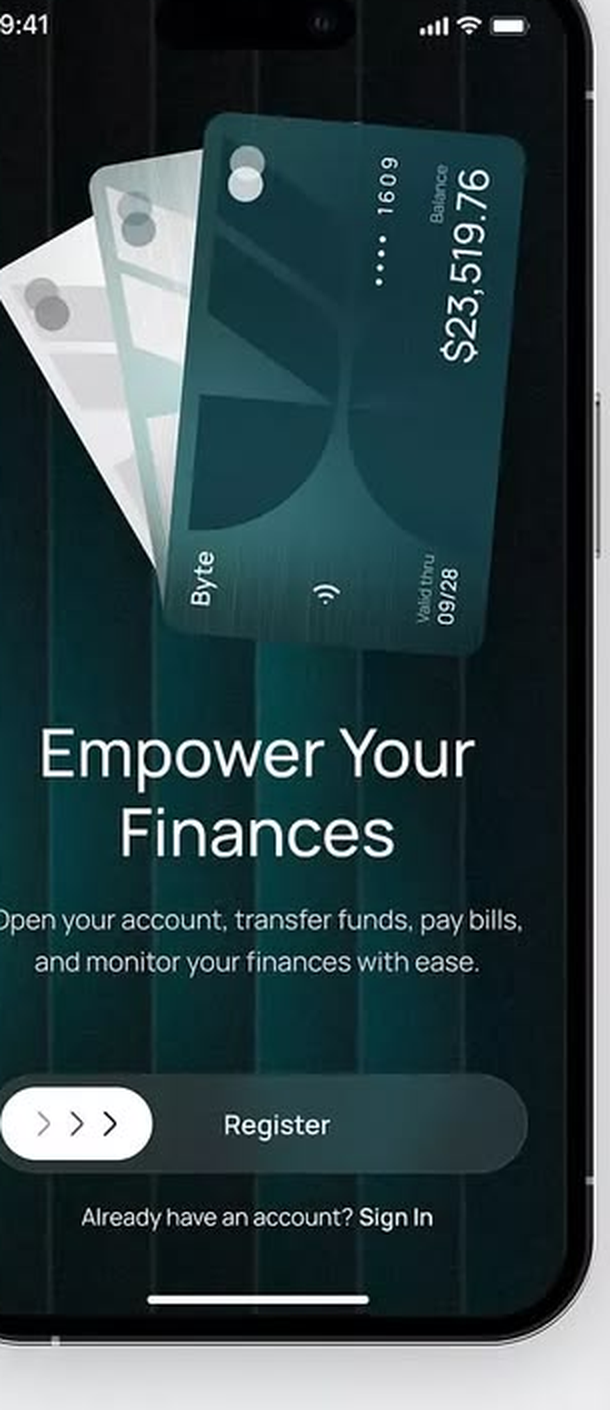 9:41
•••• 1609
Balance
$23,519.76
Byte
Valid thru
09/28
Empower Your
Finances
Open your account, transfer funds, pay bills,
and monitor your finances with ease.
Register
Already have an account? Sign In